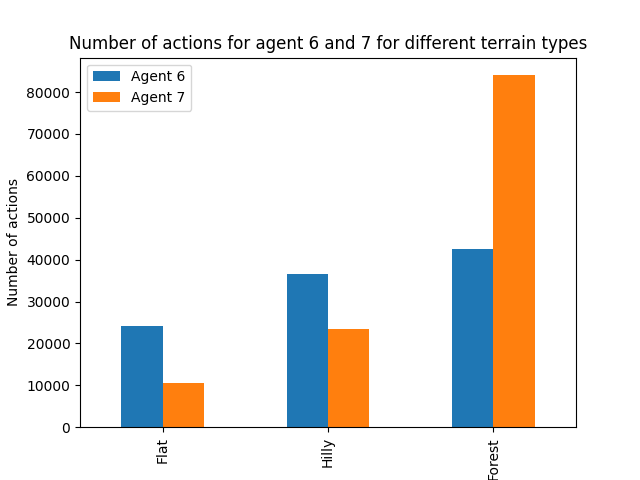 Number of actions for agent 6 and 7 for different terrain types
Agent 6
Agent 7
Number of actions
80000
70000
60000
50000
40000
30000
20000
10000
0
Flat
Hilly
Forest